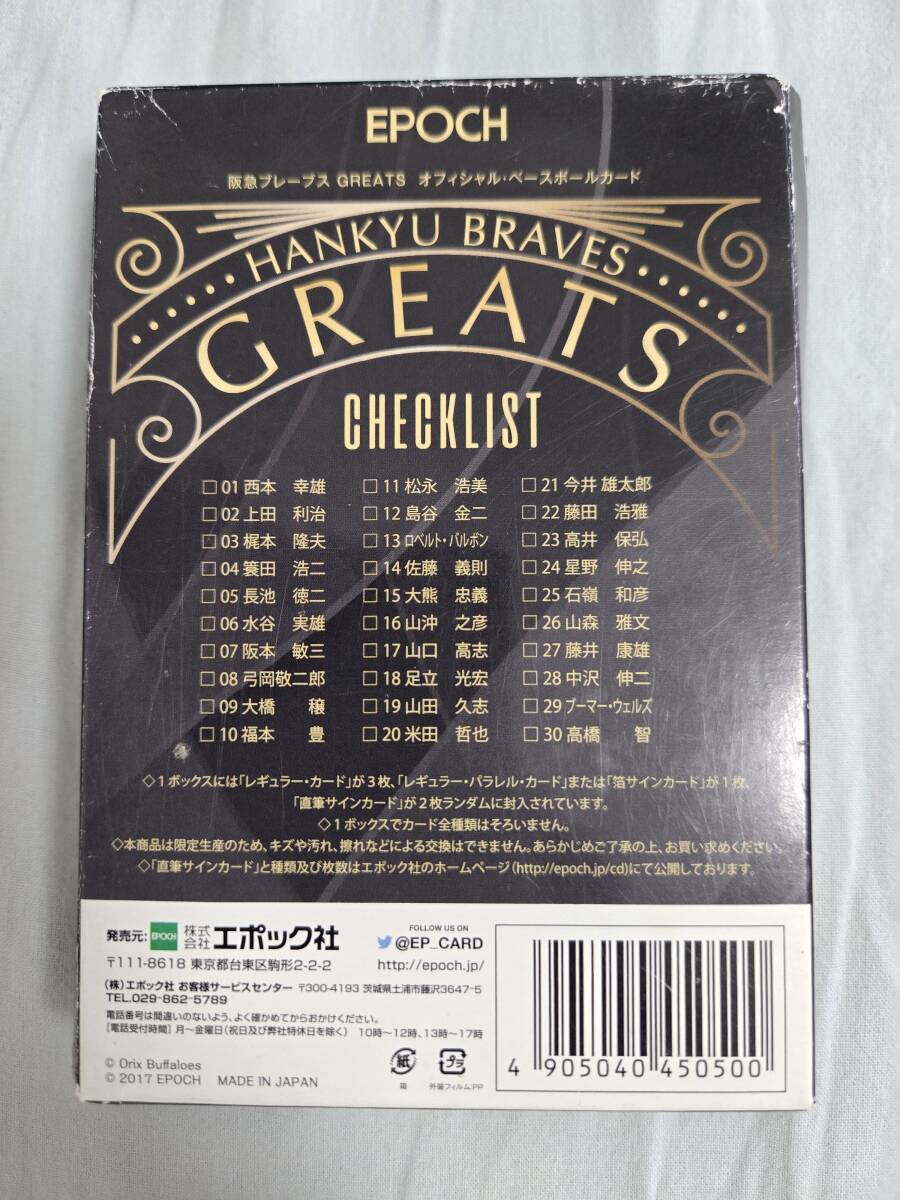 EPOCH
阪急ブレーブス GREATS オフィシャル・ベースボールカード
HANKYU BRAVES
GREATS
CHECKLIST
□ 01 西本 幸雄 □ 11 松永 浩美 □ 21 今井 雄太郎
□ 02 上田 利治 □ 12 島谷 金二 □ 22 藤田 浩雅
□ 03 梶本 隆夫 □ 13 ロベルト・バルボン □ 23 高井 保弘
□ 04 簑田 浩二 □ 14 佐藤 義則 □ 24 星野 伸之
□ 05 長池 徳二 □ 15 大熊 忠義 □ 25 石嶺 和彦
□ 06 水谷 実雄 □ 16 山沖 之彦 □ 26 山森 雅文
□ 07 阪本 敏三 □ 17 山口 高志 □ 27 藤井 康雄
□ 08 弓岡敬二郎 □ 18 足立 光宏 □ 28 中沢 伸二
□ 09 大橋 穣 □ 19 山田 久志 □ 29 ブーマー・ウェルズ
□ 10 福本 豊 □ 20 米田 哲也 □ 30 高橋 智
◇1ボックスには「レギュラー・カード」が3枚、「レギュラー・パラレル・カード」または「箔サインカード」が1枚、
「直筆サインカード」が2枚ランダムに封入されています。
◇1ボックスでカード全種類はそろいません。
◇本商品は限定生産のため、キズや汚れ、擦れなどによる交換はできません。あらかじめご了承の上、お買い求めください。
◇「直筆サインカード」と種類及び枚数はエポック社のホームページ(http://epoch.jp/cd)にて公開しております。
発売元: EPOCH 株式会社 エポック社
〒111-8618 東京都台東区駒形2-2-2
(株)エポック社 お客様サービスセンター 〒300-4193 茨城県土浦市藤沢3647-5
TEL.029-862-5789
電話番号は間違いのないよう、よく確かめてからおかけください。
[電話受付時間] 月〜金曜日(祝日及び弊社特休日を除く) 10時〜12時、13時〜17時
© Orix Buffaloes
© 2017 EPOCH MADE IN JAPAN
FOLLOW US ON
@EP_CARD
http://epoch.jp/
紙
箱
プラ
外装フィルム:PP
4 905040 450500